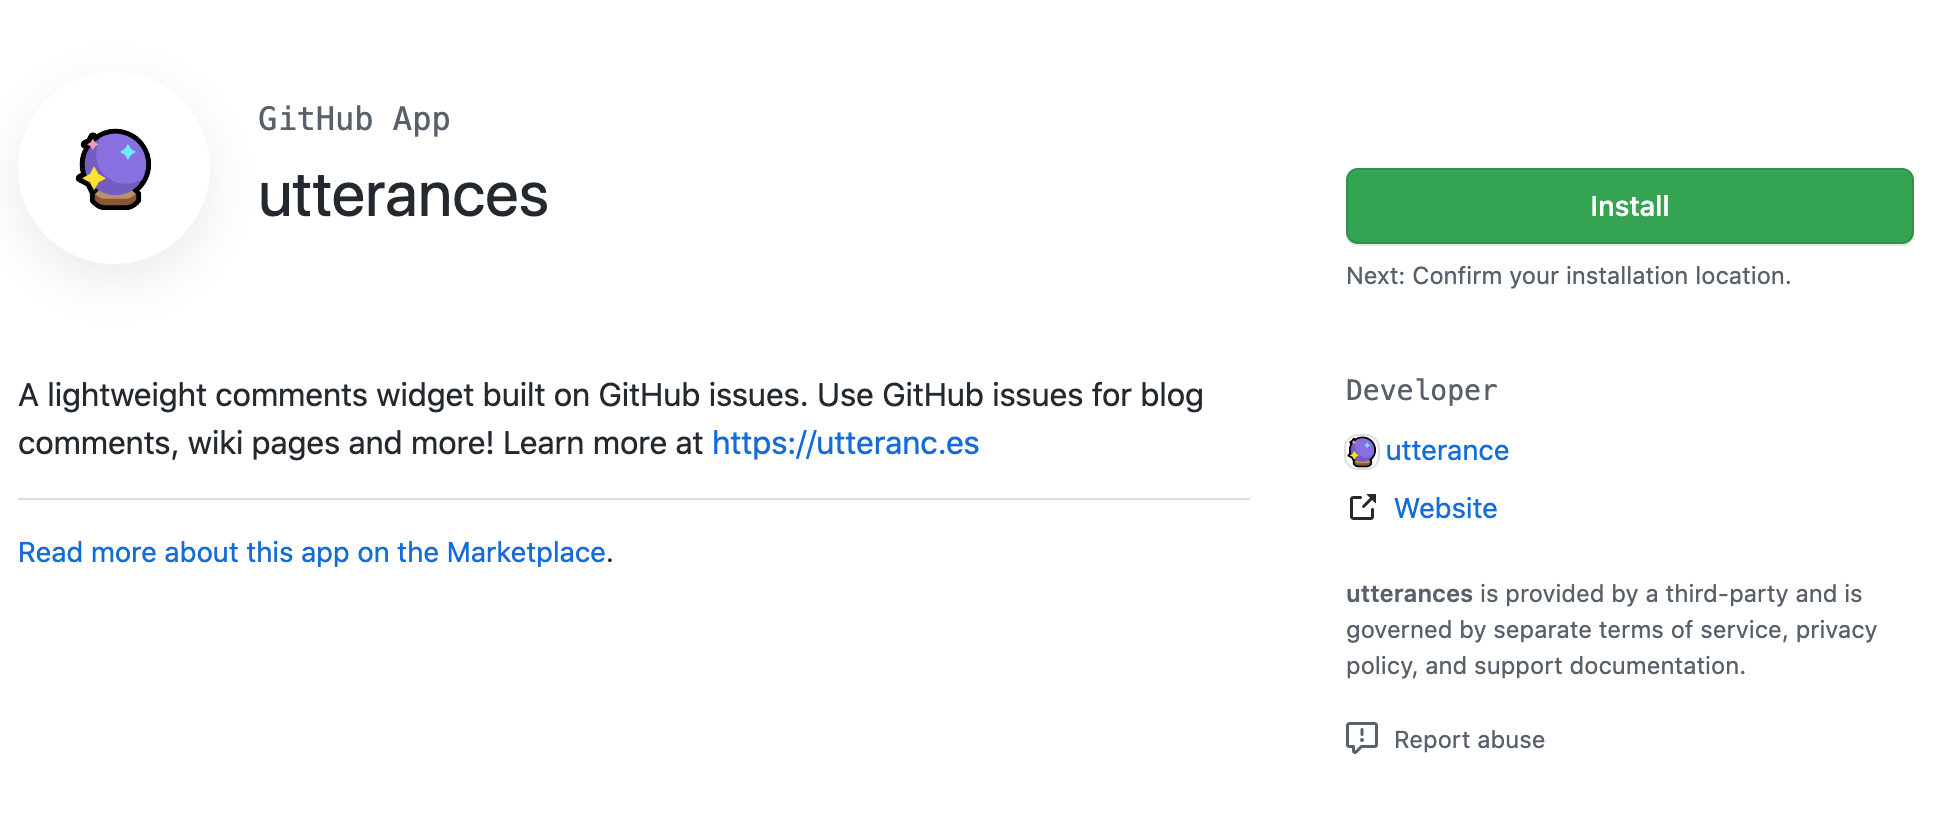 GitHub App
utterances
Install
Next: Confirm your installation location.
A lightweight comments widget built on GitHub issues. Use GitHub issues for blog
comments, wiki pages and more! Learn more at https://utteranc.es
Read more about this app on the Marketplace.
Developer
utterance
Website
utterances is provided by a third-party and is
governed by separate terms of service, privacy
policy, and support documentation.
Report abuse